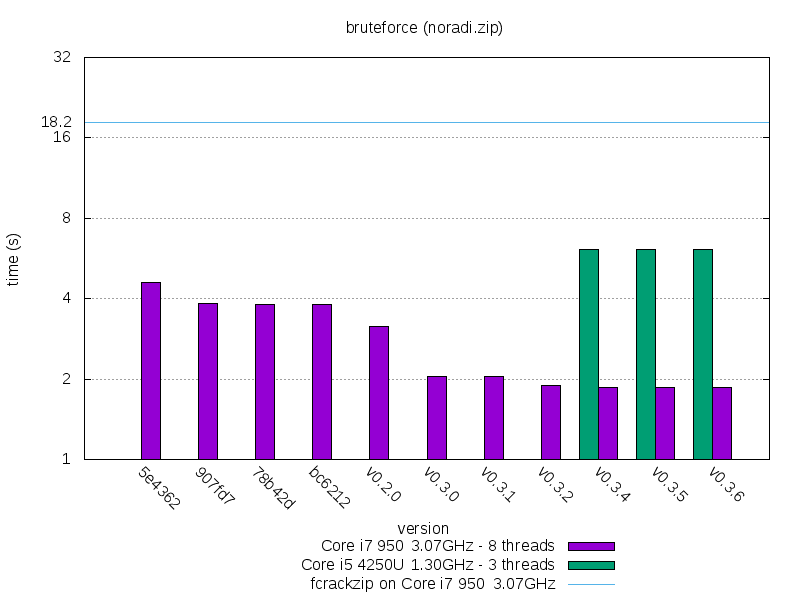 bruteforce (noradi.zip)
32
18.2
16
8
4
2
1
time (s)
5e4362
907fd7
78b42d
bc6212
v0.2.0
v0.3.0
v0.3.1
v0.3.2
v0.3.4
v0.3.5
v0.3.6
version
Core i7 950 3.07GHz - 8 threads
Core i5 4250U 1.30GHz - 3 threads
fcrackzip on Core i7 950 3.07GHz